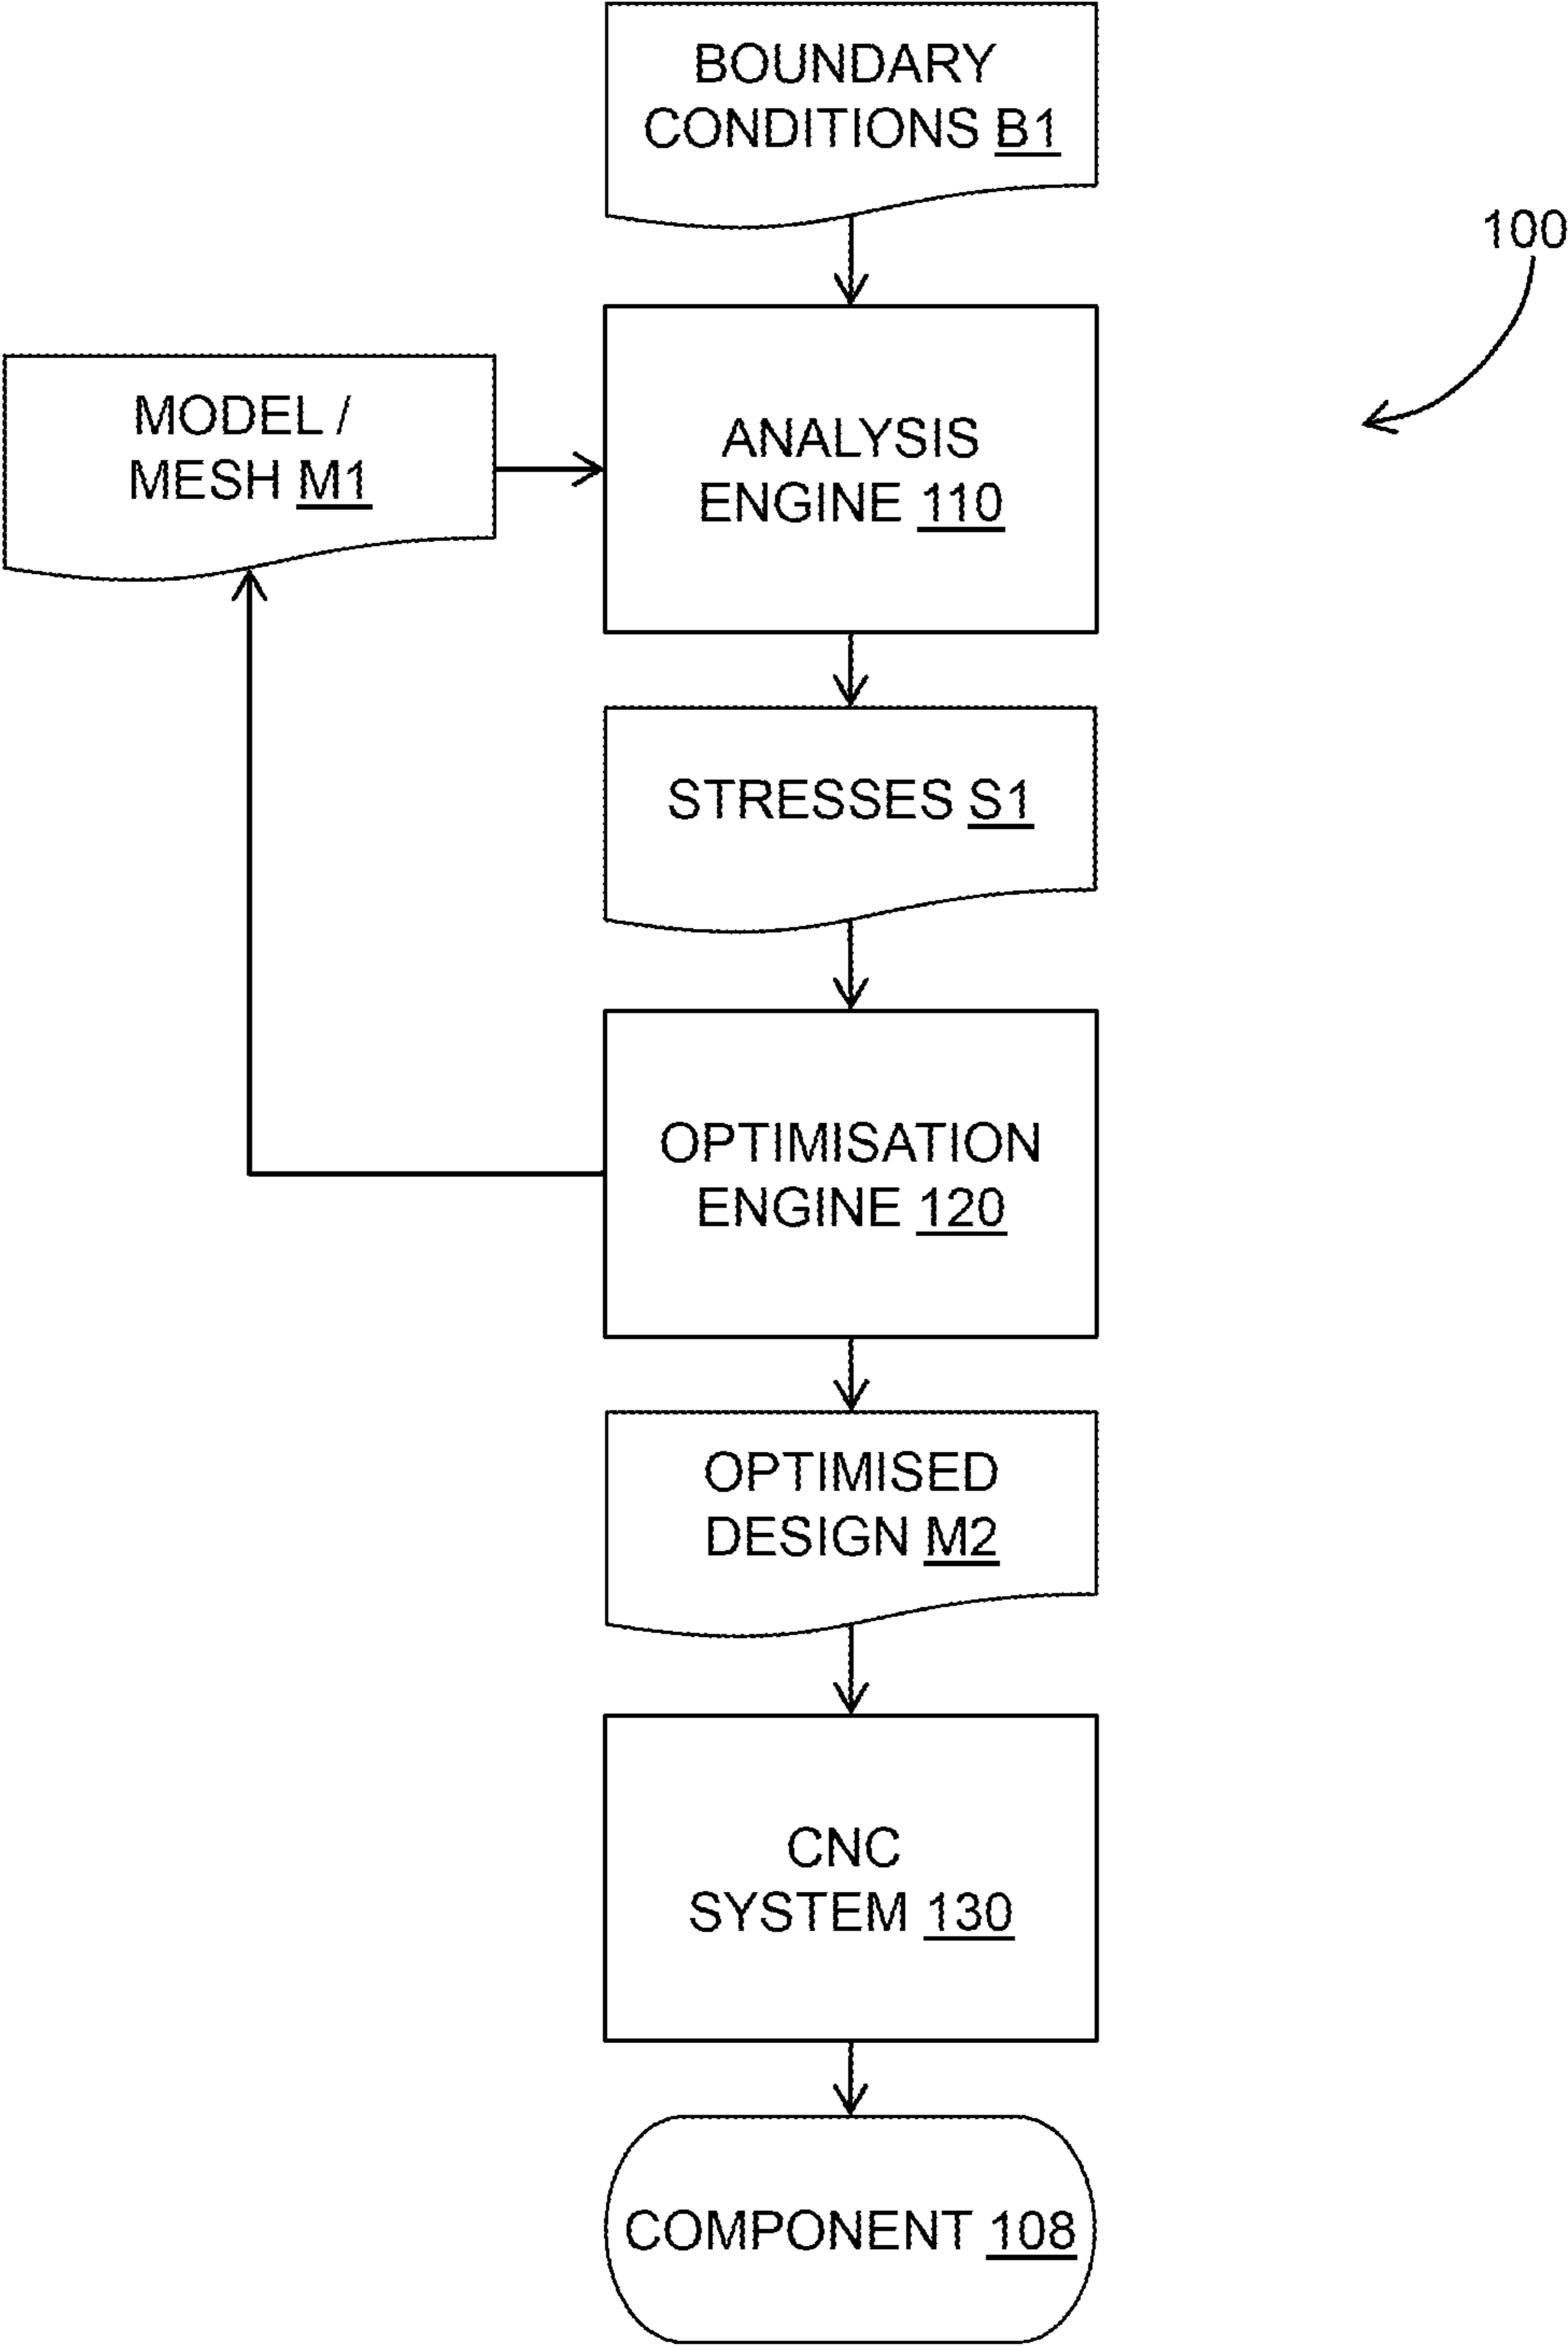 BOUNDARY
CONDITIONS B1
100
MODEL /
MESH M1
ANALYSIS
ENGINE 110
STRESSES S1
OPTIMISATION
ENGINE 120
OPTIMISED
DESIGN M2
CNC
SYSTEM 130
COMPONENT 108